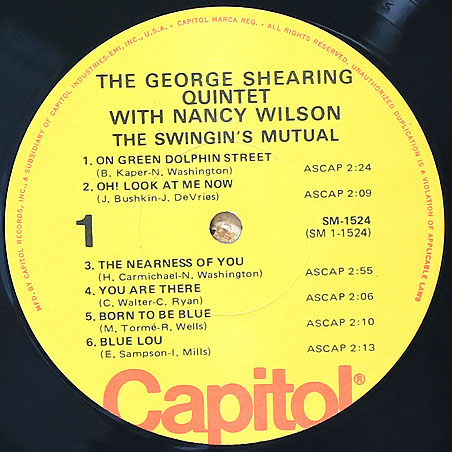 MFD. BY CAPITOL RECORDS, INC., A SUBSIDIARY OF CAPITOL INDUSTRIES-EMI, INC., U.S.A. • CAPITOL MARCA REG. • ALL RIGHTS RESERVED. UNAUTHORIZED DUPLICATION IS A VIOLATION OF APPLICABLE LAWS
THE GEORGE SHEARING
QUINTET
WITH NANCY WILSON
THE SWINGIN'S MUTUAL
1. ON GREEN DOLPHIN STREET
(B. Kaper-N. Washington) ASCAP 2:24
2. OH! LOOK AT ME NOW
(J. Bushkin-J. DeVries) ASCAP 2:09
1
SM-1524
(SM 1-1524)
3. THE NEARNESS OF YOU
(H. Carmichael-N. Washington) ASCAP 2:55
4. YOU ARE THERE
(C. Walter-C. Ryan) ASCAP 2:06
5. BORN TO BE BLUE
(M. Tormé-R. Wells) ASCAP 2:10
6. BLUE LOU
(E. Sampson-I. Mills) ASCAP 2:13
Capitol®